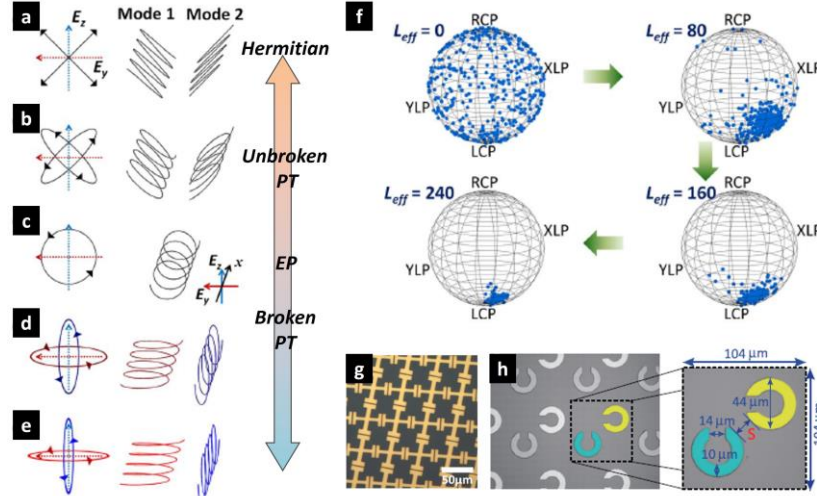 a
E_z
E_y
Mode 1
Mode 2
Hermitian
b
Unbroken
PT
c
E_z
x
E_y
EP
d
Broken
PT
e
f
L_eff = 0
RCP
XLP
YLP
LCP
L_eff = 80
RCP
XLP
YLP
LCP
L_eff = 240
RCP
XLP
YLP
LCP
L_eff = 160
RCP
XLP
YLP
LCP
g
50μm
h
104 μm
44 μm
14 μm
S
10 μm